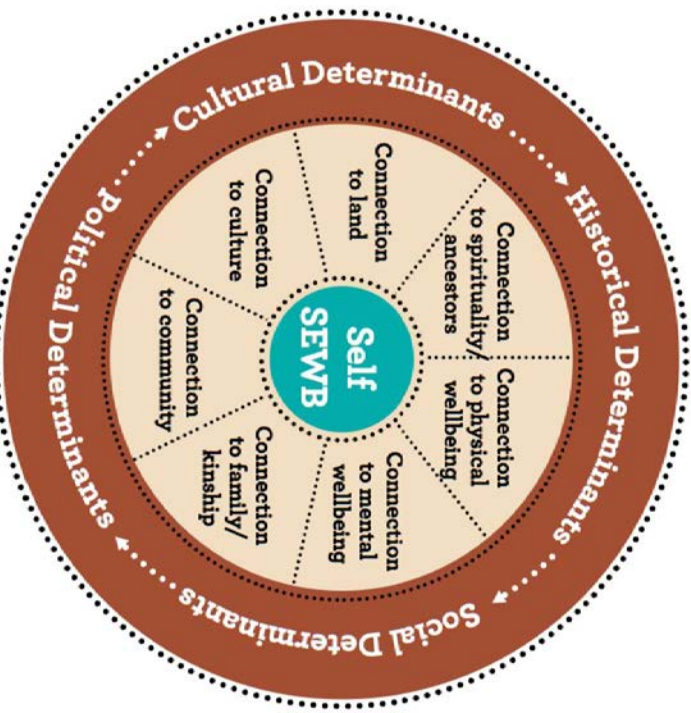 Historical Determinants
Social Determinants
Political Determinants
Cultural Determinants
Connection
to spirituality/
ancestors
Connection
to physical
wellbeing
Connection
to mental
wellbeing
Connection
to family/
kinship
Connection
to community
Connection
to culture
Connection
to land
Self
SEWB